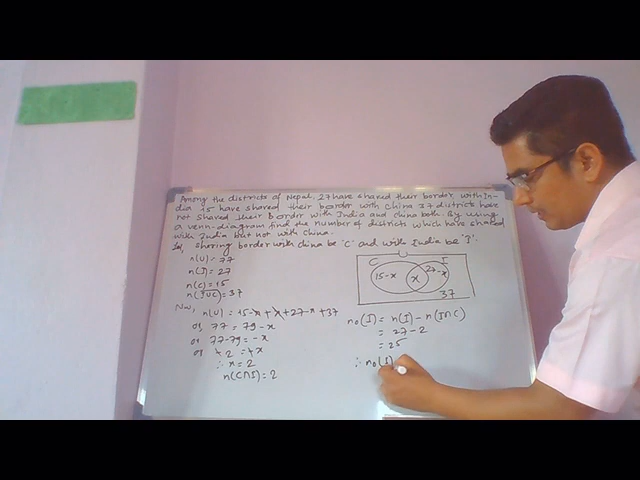 Among the districts of Nepal, 27 have shared their border, with In-
dia 15 have shared their border with China 37 districts have
not shared their Border with India and china both. By using
a venn-diagram find the number of districts which have shared
with India but not with china.
Sol, sharing border with china be 'C' and with India be 'I'.
n(U) = 77
n(I) = 27
n(C) = 15
n(IUC) = 37
Now, n(U) = 15-x + x + 27-x + 37
or 77 = 79 - x
or 77-79 = -x
or +2 = +x
∴ x = 2
n(C∩I) = 2
C I
15-x x 27-x
37
n₀(I) = n(I) - n(I∩C)
= 27 - 2
= 25
∴ n₀(I)